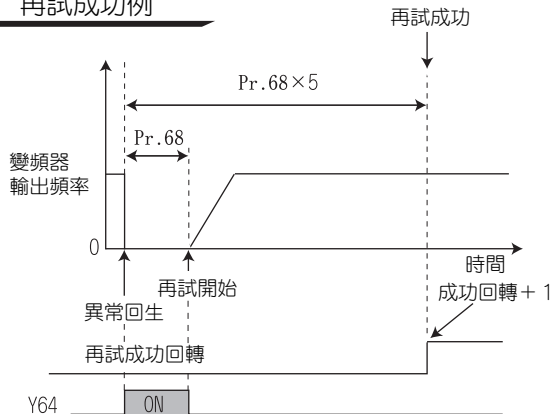 再試成功例
再試成功
Pr.68×5
Pr.68
變頻器
輸出頻率
0
時間
再試開始
成功回轉＋1
異常回生
再試成功回轉
Y64
ON